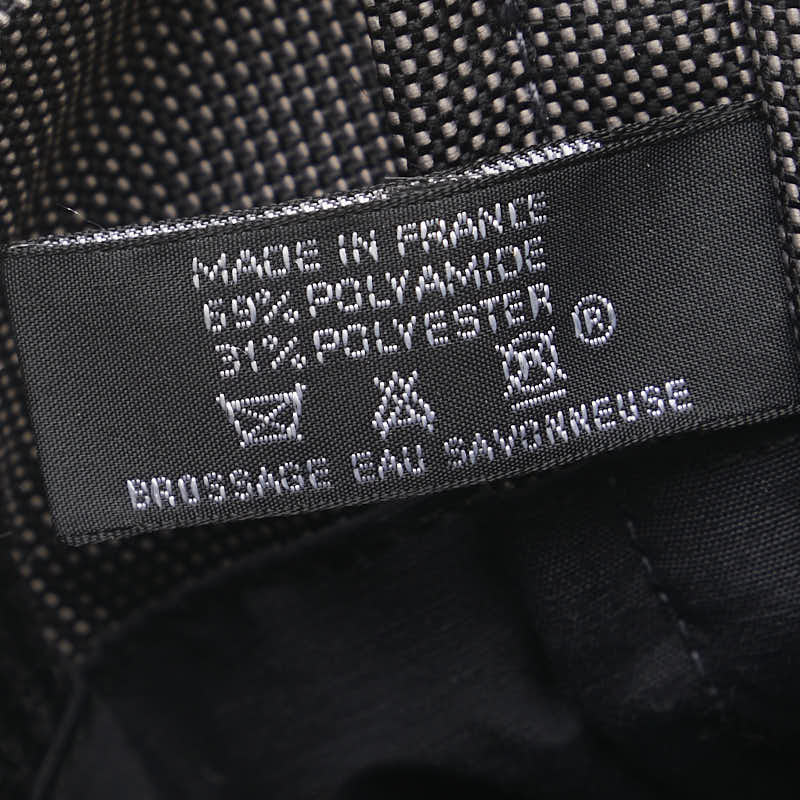 MADE IN FRANCE
69% POLYAMIDE
31% POLYESTER
®
BROSSAGE EAU SAVONNEUSE